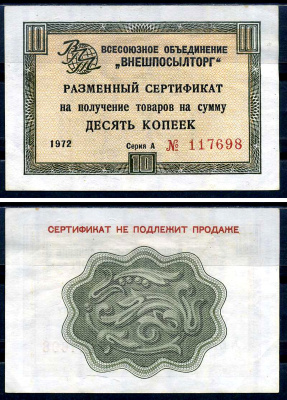 10 10
ВПТ
ВСЕСОЮЗНОЕ ОБЪЕДИНЕНИЕ
„ВНЕШПОСЫЛТОРГ"
РАЗМЕННЫЙ СЕРТИФИКАТ
на получение товаров на сумму
ДЕСЯТЬ КОПЕЕК
1972 Серия А № 117698
10
СЕРТИФИКАТ НЕ ПОДЛЕЖИТ ПРОДАЖЕ